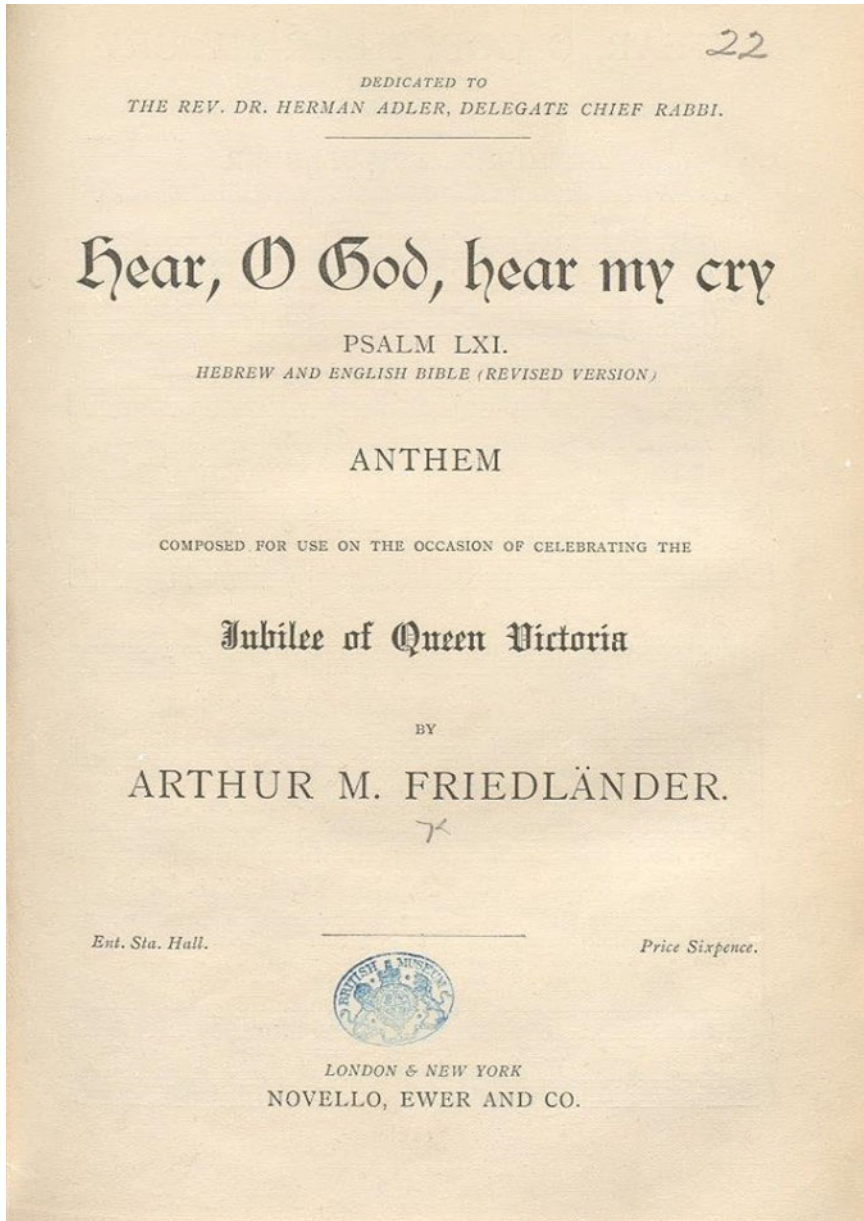 22
DEDICATED TO
THE REV. DR. HERMAN ADLER, DELEGATE CHIEF RABBI.
Hear, O God, hear my cry
PSALM LXI.
HEBREW AND ENGLISH BIBLE (REVISED VERSION)
ANTHEM
COMPOSED FOR USE ON THE OCCASION OF CELEBRATING THE
Jubilee of Queen Victoria
BY
ARTHUR M. FRIEDLÄNDER.
Ent. Sta. Hall.
Price Sixpence.
BRITISH MUSEUM
LONDON & NEW YORK
NOVELLO, EWER AND CO.